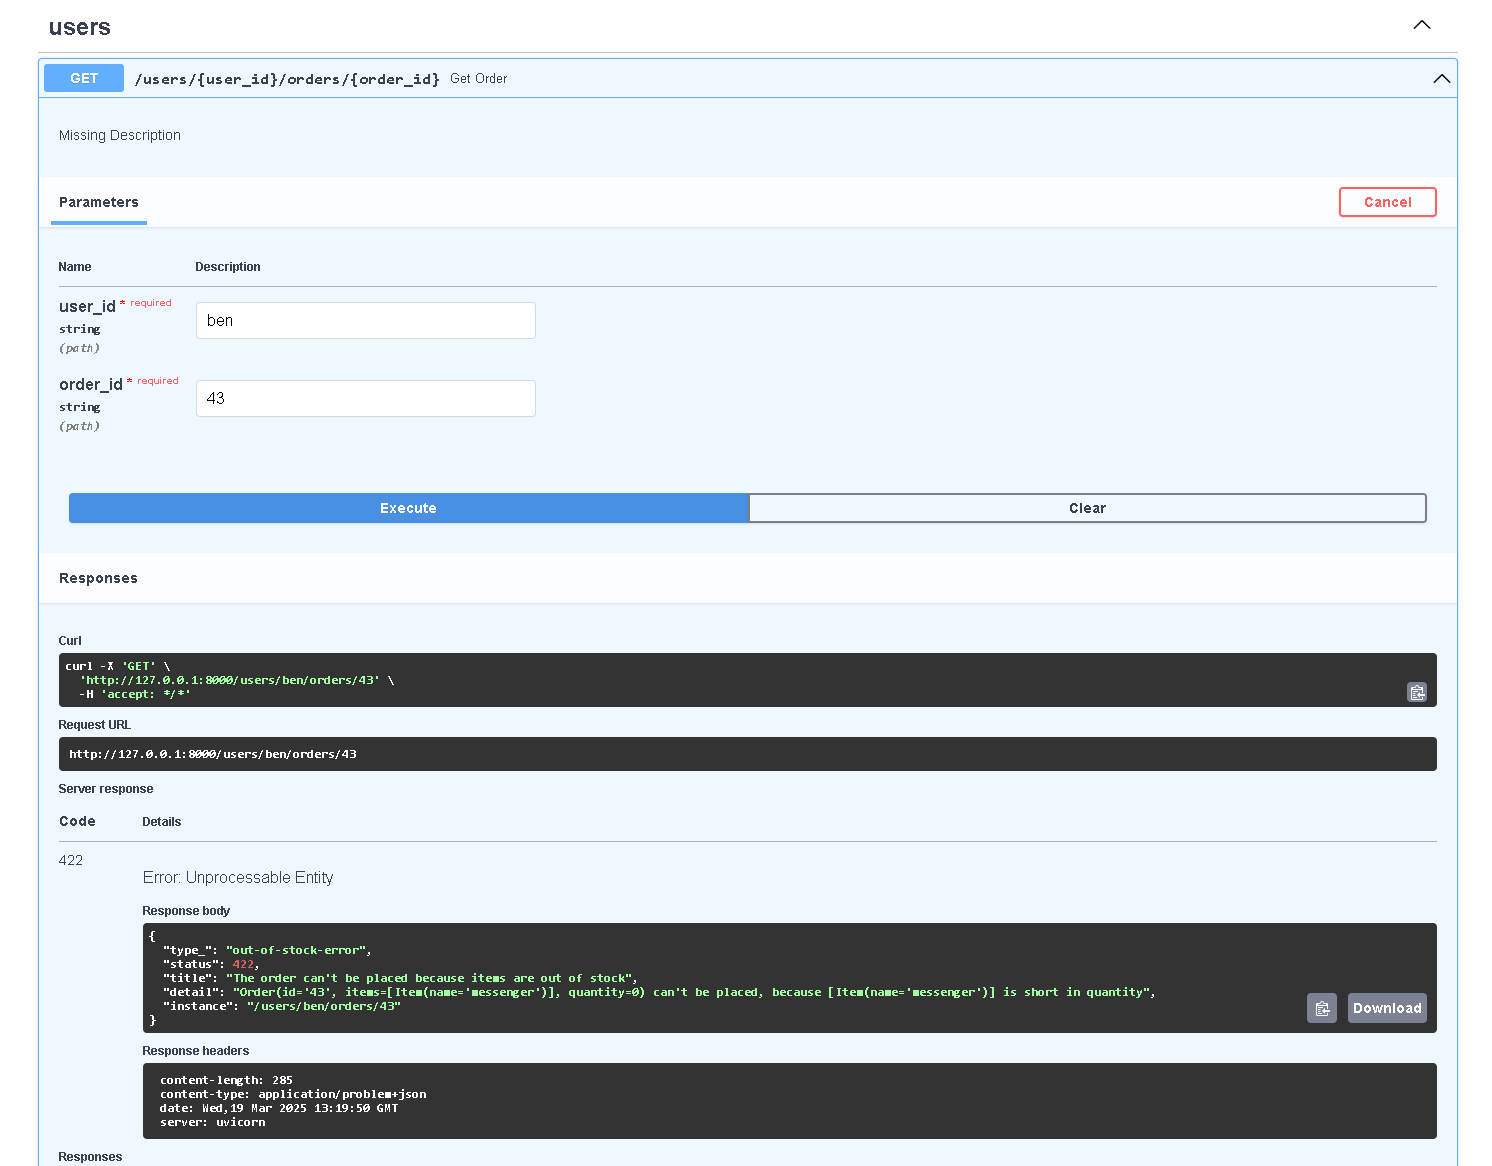 users
GET /users/{user_id}/orders/{order_id} Get Order
Missing Description
Parameters
Cancel
Name Description
user_id * required
string
(path)
ben
order_id * required
string
(path)
43
Execute
Clear
Responses
Curl
curl -X 'GET' \
'http://127.0.0.1:8000/users/ben/orders/43' \
-H 'accept: */*'
Request URL
http://127.0.0.1:8000/users/ben/orders/43
Server response
Code Details
422
Error: Unprocessable Entity
Response body
{
"type_": "out-of-stock-error",
"status": 422,
"title": "The order can't be placed because items are out of stock",
"detail": "Order(id='43', items=[Item(name='messenger')], quantity=0) can't be placed, because [Item(name='messenger')] is short in quantity",
"instance": "/users/ben/orders/43"
}
Download
Response headers
content-length: 285
content-type: application/problem+json
date: Wed,19 Mar 2025 13:19:50 GMT
server: uvicorn
Responses